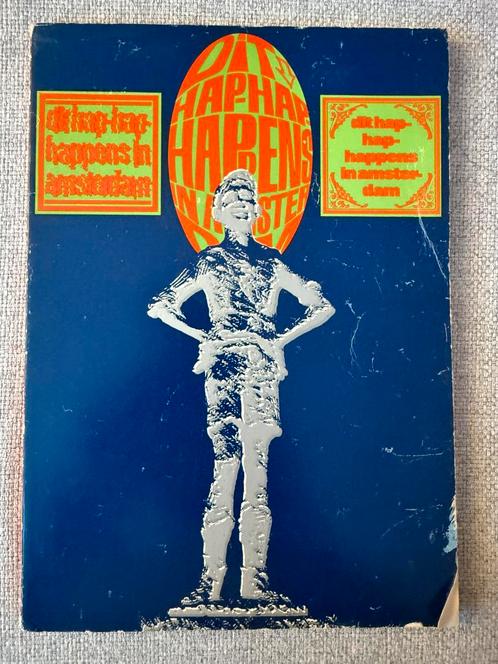 dit hap-hap-
happens in
amsterdam
DIT
HAP-HAP
HAPPENS
IN AMSTER
dit hap-
hap-
happens
in amster-
dam